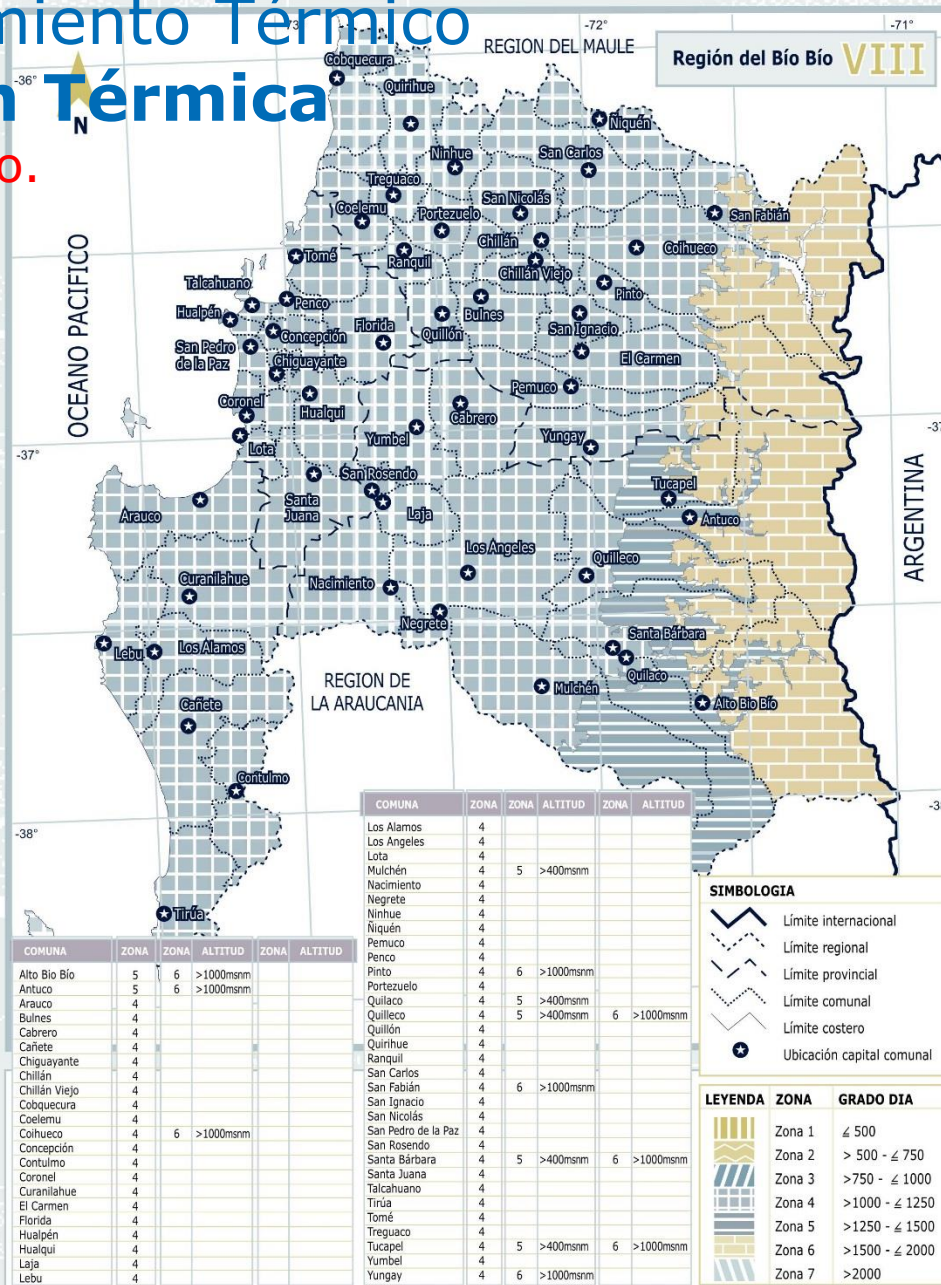 miento Térmico
n Térmica
o.
-73°
-72°
-71°
REGION DEL MAULE
Región del Bío Bío VIII
-36°
N
Cobquecura
Quirihue
Ñiquén
Ninhue
San Carlos
Treguaco
Coelemu
Portezuelo
San Nicolás
San Fabián
Tomé
Ranquil
Chillán
Coihueco
Chillán Viejo
OCEANO PACIFICO
Talcahuano
Penco
Pinto
Hualpén
Concepción
Florida
Quillón
Bulnes
San Ignacio
San Pedro
de la Paz
Chiguayante
El Carmen
Pemuco
Coronel
Hualqui
Cabrero
Lota
Yumbel
Yungay
-37°
ARGENTINA
San Rosendo
Tucapel
Santa
Juana
Laja
Antuco
Arauco
Los Angeles
Quilleco
Curanilahue
Nacimiento
Negrete
Santa Bárbara
Lebu
Los Alamos
Quilaco
REGION DE
LA ARAUCANIA
Mulchén
Alto Bio Bío
Cañete
Contulmo
-38°
Tirúa
COMUNA ZONA ZONA ALTITUD ZONA ALTITUD
Alto Bio Bío 5 6 >1000msnm
Antuco 5 6 >1000msnm
Arauco 4
Bulnes 4
Cabrero 4
Cañete 4
Chiguayante 4
Chillán 4
Chillán Viejo 4
Cobquecura 4
Coelemu 4
Coihueco 4 6 >1000msnm
Concepción 4
Contulmo 4
Coronel 4
Curanilahue 4
El Carmen 4
Florida 4
Hualpén 4
Hualqui 4
Laja 4
Lebu 4
COMUNA ZONA ZONA ALTITUD ZONA ALTITUD
Los Alamos 4
Los Angeles 4
Lota 4
Mulchén 4 5 >400msnm
Nacimiento 4
Negrete 4
Ninhue 4
Ñiquén 4
Pemuco 4
Penco 4
Pinto 4 6 >1000msnm
Portezuelo 4
Quilaco 4 5 >400msnm
Quilleco 4 5 >400msnm 6 >1000msnm
Quillón 4
Quirihue 4
Ranquil 4
San Carlos 4
San Fabián 4 6 >1000msnm
San Ignacio 4
San Nicolás 4
San Pedro de la Paz 4
San Rosendo 4
Santa Bárbara 4 5 >400msnm 6 >1000msnm
Santa Juana 4
Talcahuano 4
Tirúa 4
Tomé 4
Treguaco 4
Tucapel 4 5 >400msnm 6 >1000msnm
Yumbel 4
Yungay 4 6 >1000msnm
SIMBOLOGIA
Límite internacional
Límite regional
Límite provincial
Límite comunal
Límite costero
Ubicación capital comunal
LEYENDA ZONA GRADO DIA
Zona 1 ≤ 500
Zona 2 > 500 - ≤ 750
Zona 3 >750 - ≤ 1000
Zona 4 >1000 - ≤ 1250
Zona 5 >1250 - ≤ 1500
Zona 6 >1500 - ≤ 2000
Zona 7 >2000